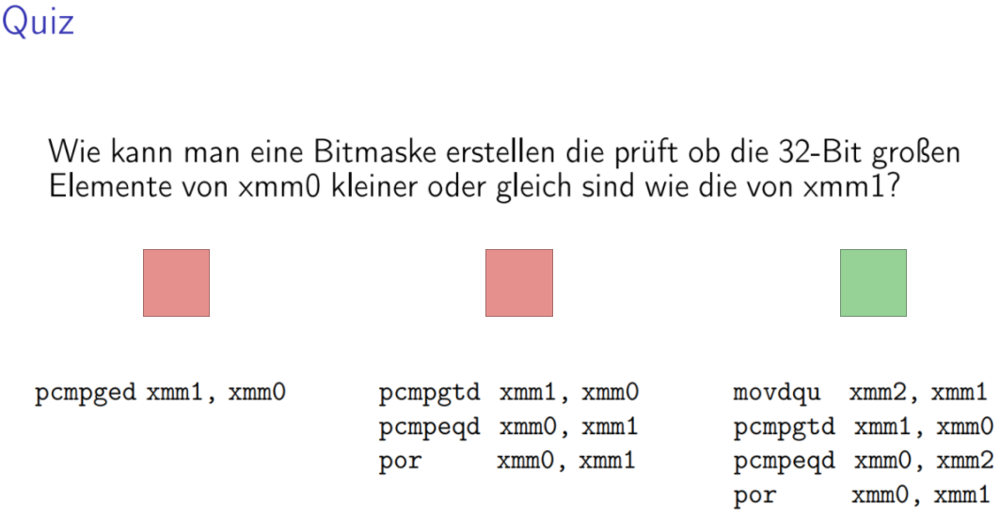 Quiz
Wie kann man eine Bitmaske erstellen die prüft ob die 32-Bit großen
Elemente von xmm0 kleiner oder gleich sind wie die von xmm1?
pcmpged xmm1, xmm0
pcmpgtd xmm1, xmm0
pcmpeqd xmm0, xmm1
por xmm0, xmm1
movdqu xmm2, xmm1
pcmpgtd xmm1, xmm0
pcmpeqd xmm0, xmm2
por xmm0, xmm1